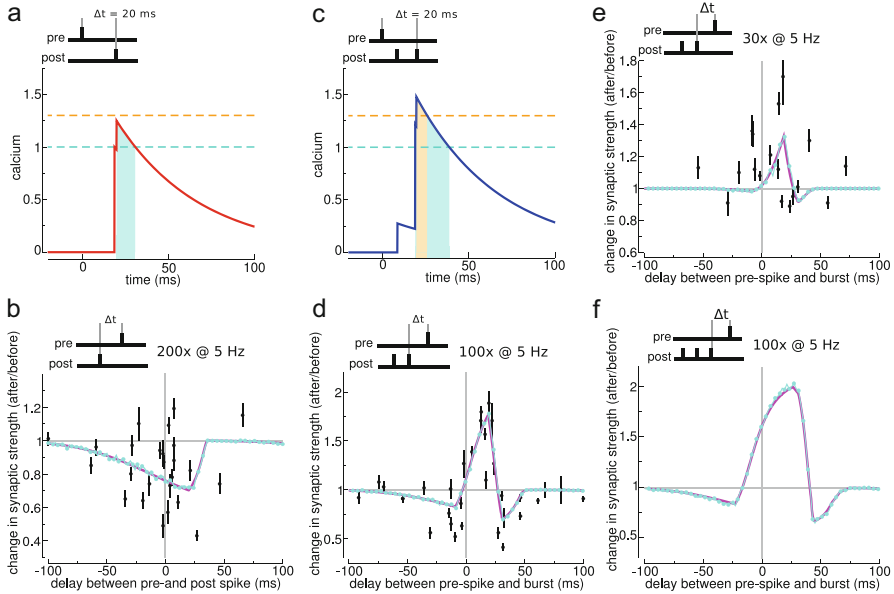 a
Δt = 20 ms
pre
post
calcium
1.5
1
0.5
0
0
50
100
time (ms)
c
Δt = 20 ms
pre
post
calcium
1.5
1
0.5
0
0
50
100
time (ms)
e
Δt
pre
post
30x @ 5 Hz
change in synaptic strength (after/before)
1.8
1.6
1.4
1.2
1.0
0.8
0.6
-100
-50
0
50
100
delay between pre-spike and burst (ms)
b
Δt
pre
post
200x @ 5 Hz
change in synaptic strength (after/before)
1.2
1
0.8
0.6
0.4
-100
-50
0
50
100
delay between pre-and post spike (ms)
d
Δt
pre
post
100x @ 5 Hz
change in synaptic strength (after/before)
2
1.5
1
0.5
-100
-50
0
50
100
delay between pre-spike and burst (ms)
f
Δt
pre
post
100x @ 5 Hz
change in synaptic strength (after/before)
2
1.5
1
0.5
-100
-50
0
50
100
delay between pre-spike and burst (ms)